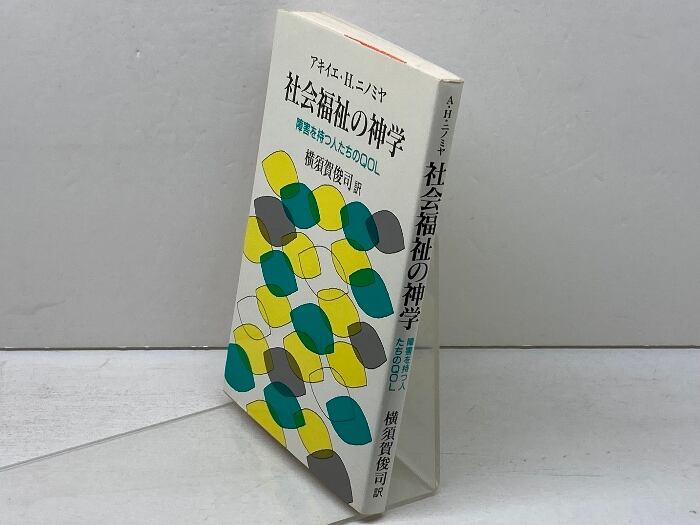 アキイエ・H.ニノミヤ
社会福祉の神学
障害を持つ人たちのQOL
横須賀俊司 訳
A・H・ニノミヤ
社会福祉の神学
障害を持つ人
たちのQOL
横須賀俊司 訳